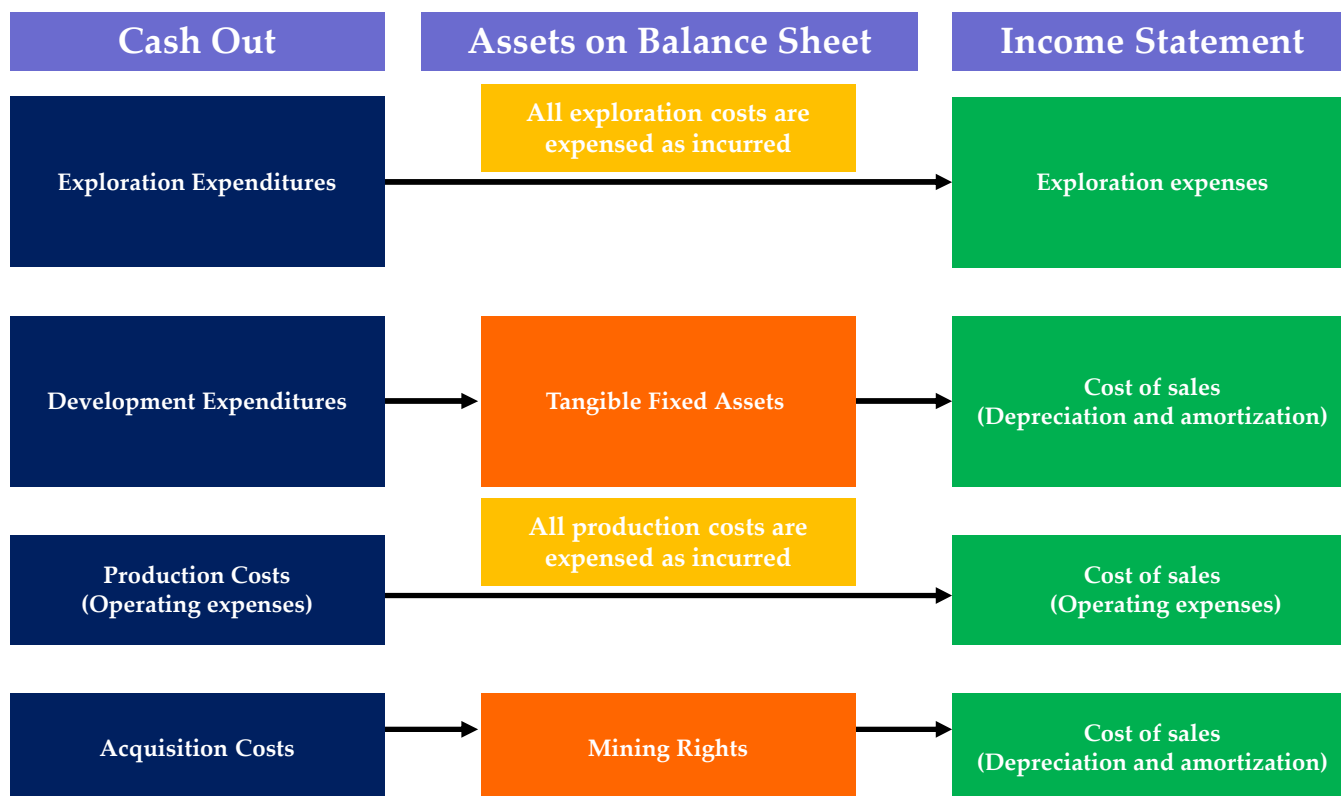 Cash Out
Assets on Balance Sheet
Income Statement
All exploration costs are
expensed as incurred
Exploration Expenditures
Exploration expenses
Development Expenditures
Tangible Fixed Assets
Cost of sales
(Depreciation and amortization)
All production costs are
expensed as incurred
Production Costs
(Operating expenses)
Cost of sales
(Operating expenses)
Acquisition Costs
Mining Rights
Cost of sales
(Depreciation and amortization)